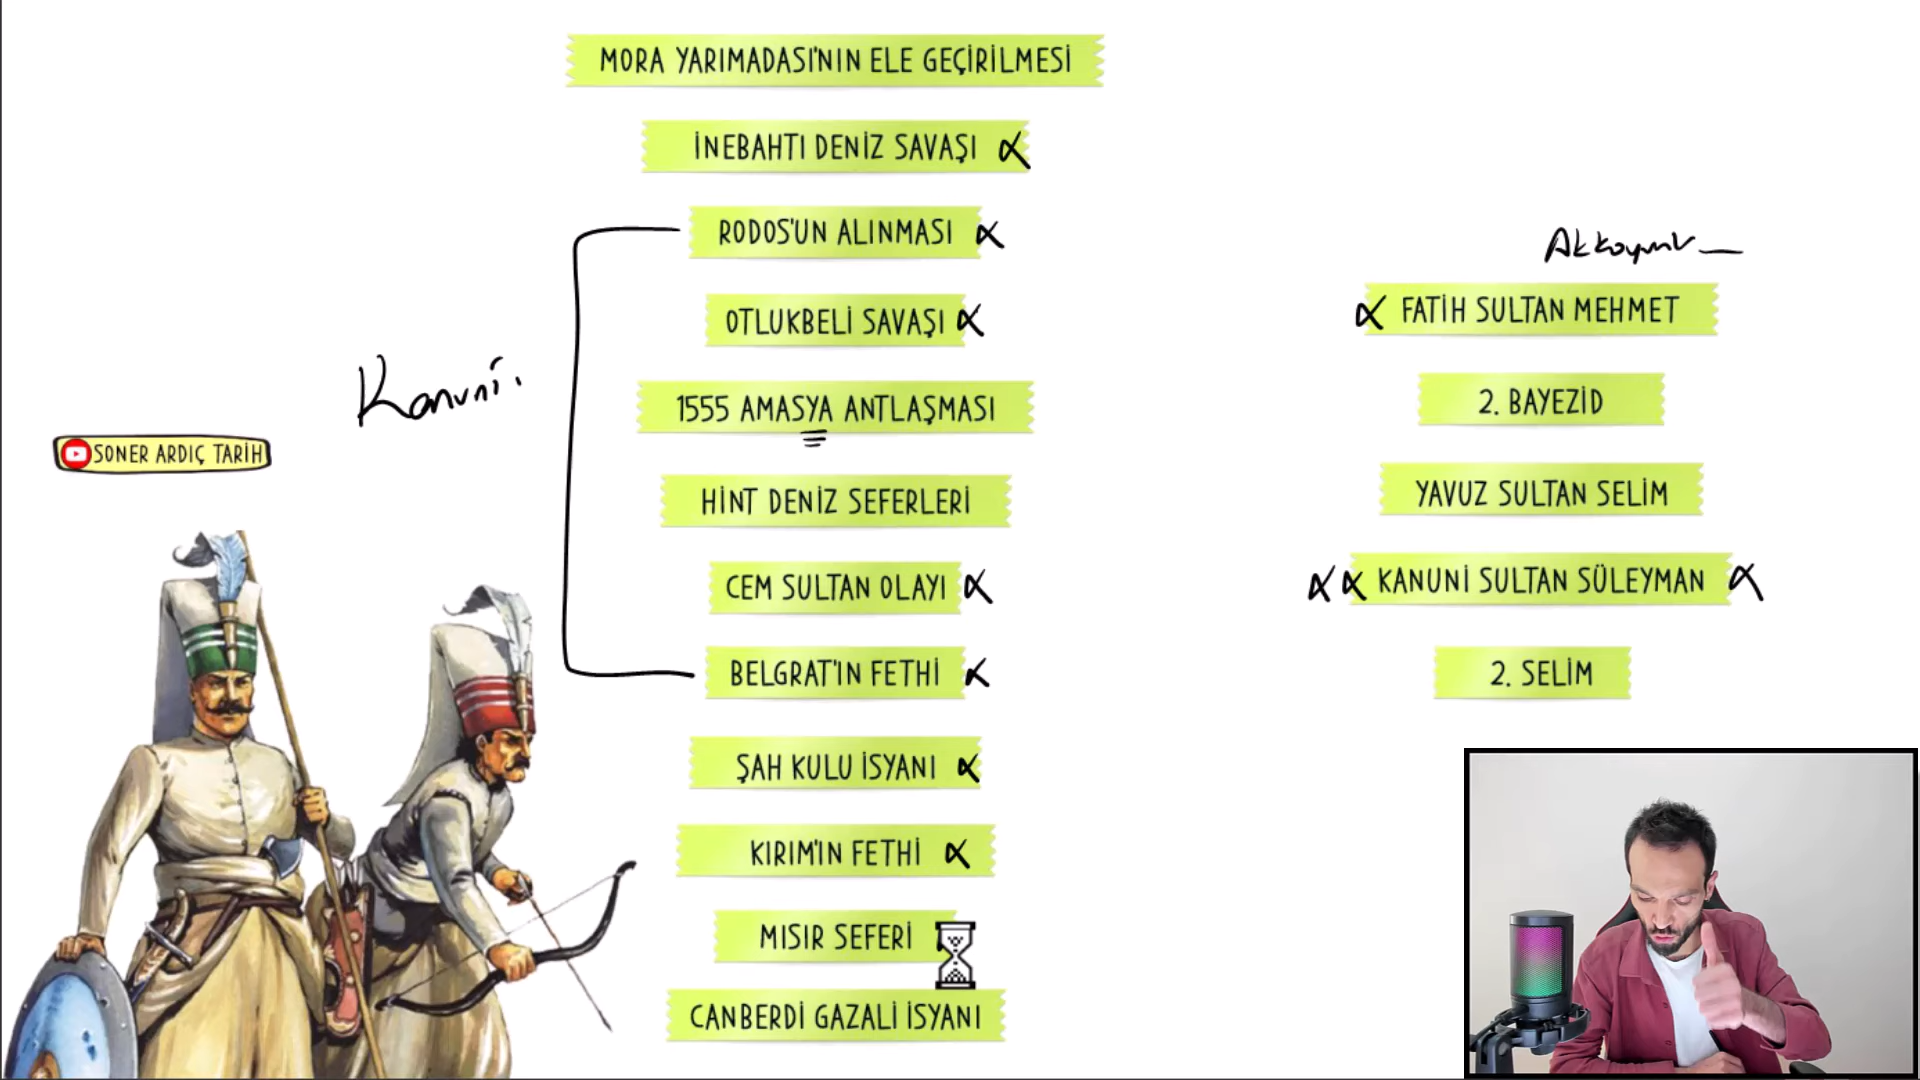 MORA YARIMADASI'NIN ELE GEÇİRİLMESİ
İNEBAHTI DENİZ SAVAŞI
RODOS'UN ALINMASI
OTLUKBELİ SAVAŞI
1555 AMASYA ANTLAŞMASI
HİNT DENİZ SEFERLERİ
CEM SULTAN OLAYI
BELGRAT'IN FETHİ
ŞAH KULU İSYANI
KIRIM'IN FETHİ
MISIR SEFERİ
CANBERDİ GAZALİ İSYANI
Kanuni
SONER ARDIÇ TARİH
FATİH SULTAN MEHMET
2. BAYEZİD
YAVUZ SULTAN SELİM
KANUNİ SULTAN SÜLEYMAN
2. SELİM